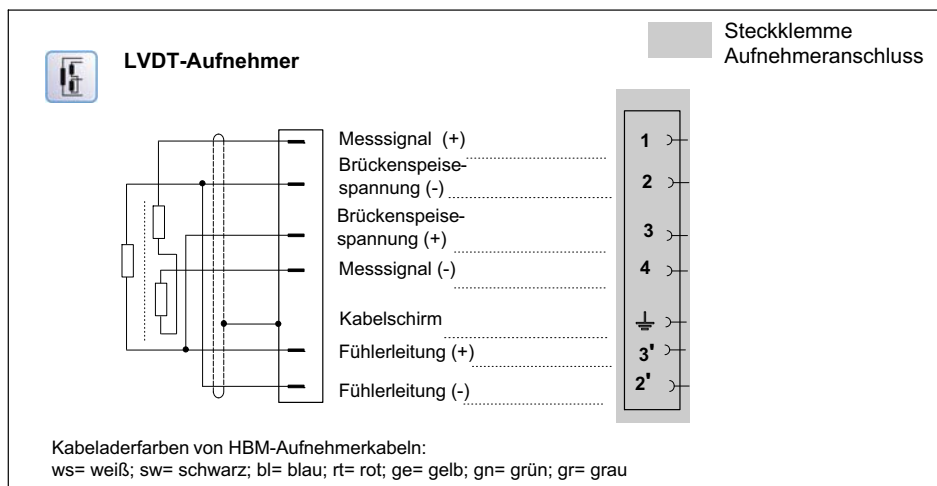 Steckklemme
Aufnehmeranschluss
LVDT-Aufnehmer
Messsignal (+) 1
Brückenspeise-
spannung (-) 2
Brückenspeise-
spannung (+) 3
Messsignal (-) 4
Kabelschirm
Fühlerleitung (+) 3'
Fühlerleitung (-) 2'
Kabeladerfarben von HBM-Aufnehmerkabeln:
ws= weiß; sw= schwarz; bl= blau; rt= rot; ge= gelb; gn= grün; gr= grau